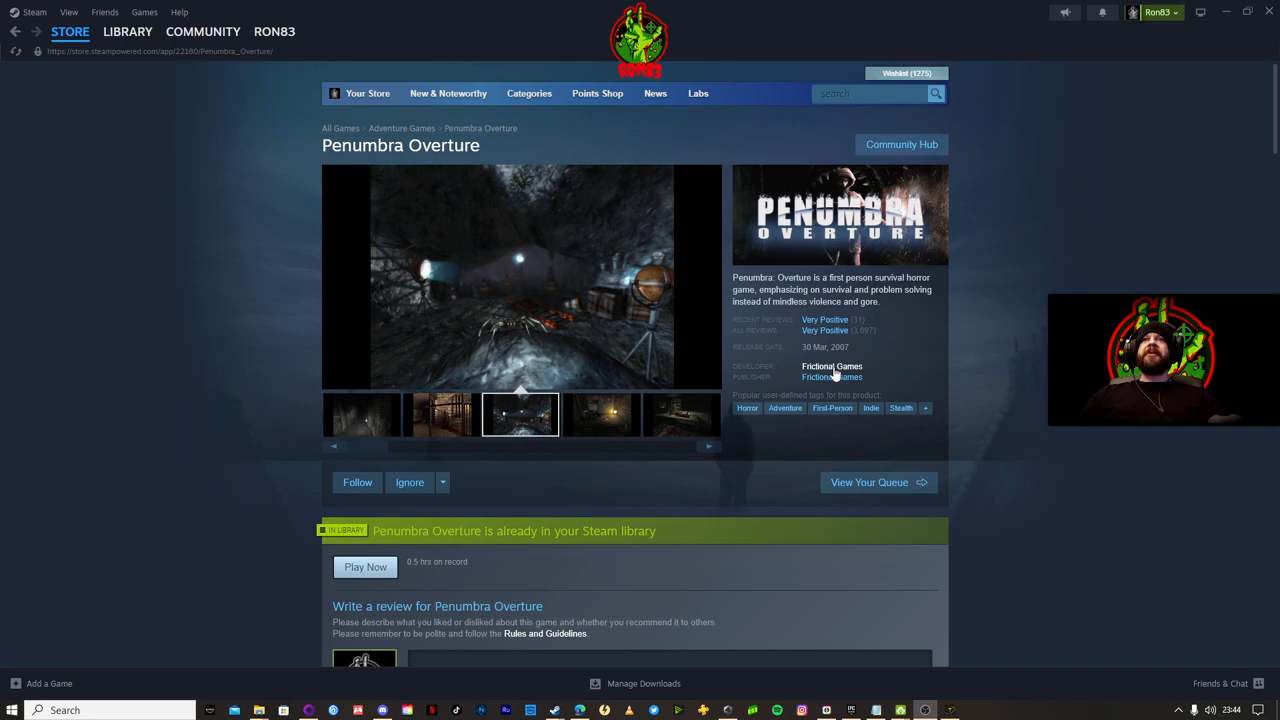 Steam View Friends Games Help
Ron83
STORE LIBRARY COMMUNITY RON83
https://store.steampowered.com/app/22180/Penumbra_Overture/
RON83
Wishlist (1275)
Your Store New & Noteworthy Categories Points Shop News Labs
search
All Games > Adventure Games > Penumbra Overture
Penumbra Overture
Community Hub
PENUMBRA
OVERTURE
Penumbra: Overture is a first person survival horror
game, emphasizing on survival and problem solving
instead of mindless violence and gore.
RECENT REVIEWS: Very Positive (31)
ALL REVIEWS: Very Positive (3,097)
RELEASE DATE: 30 Mar, 2007
DEVELOPER: Frictional Games
PUBLISHER: Frictional Games
Popular user-defined tags for this product:
Horror Adventure First-Person Indie Stealth +
Follow Ignore
View Your Queue
IN LIBRARY Penumbra Overture is already in your Steam library
Play Now 0.5 hrs on record
Write a review for Penumbra Overture
Please describe what you liked or disliked about this game and whether you recommend it to others.
Please remember to be polite and follow the Rules and Guidelines.
Add a Game Manage Downloads Friends & Chat
Search
23:44